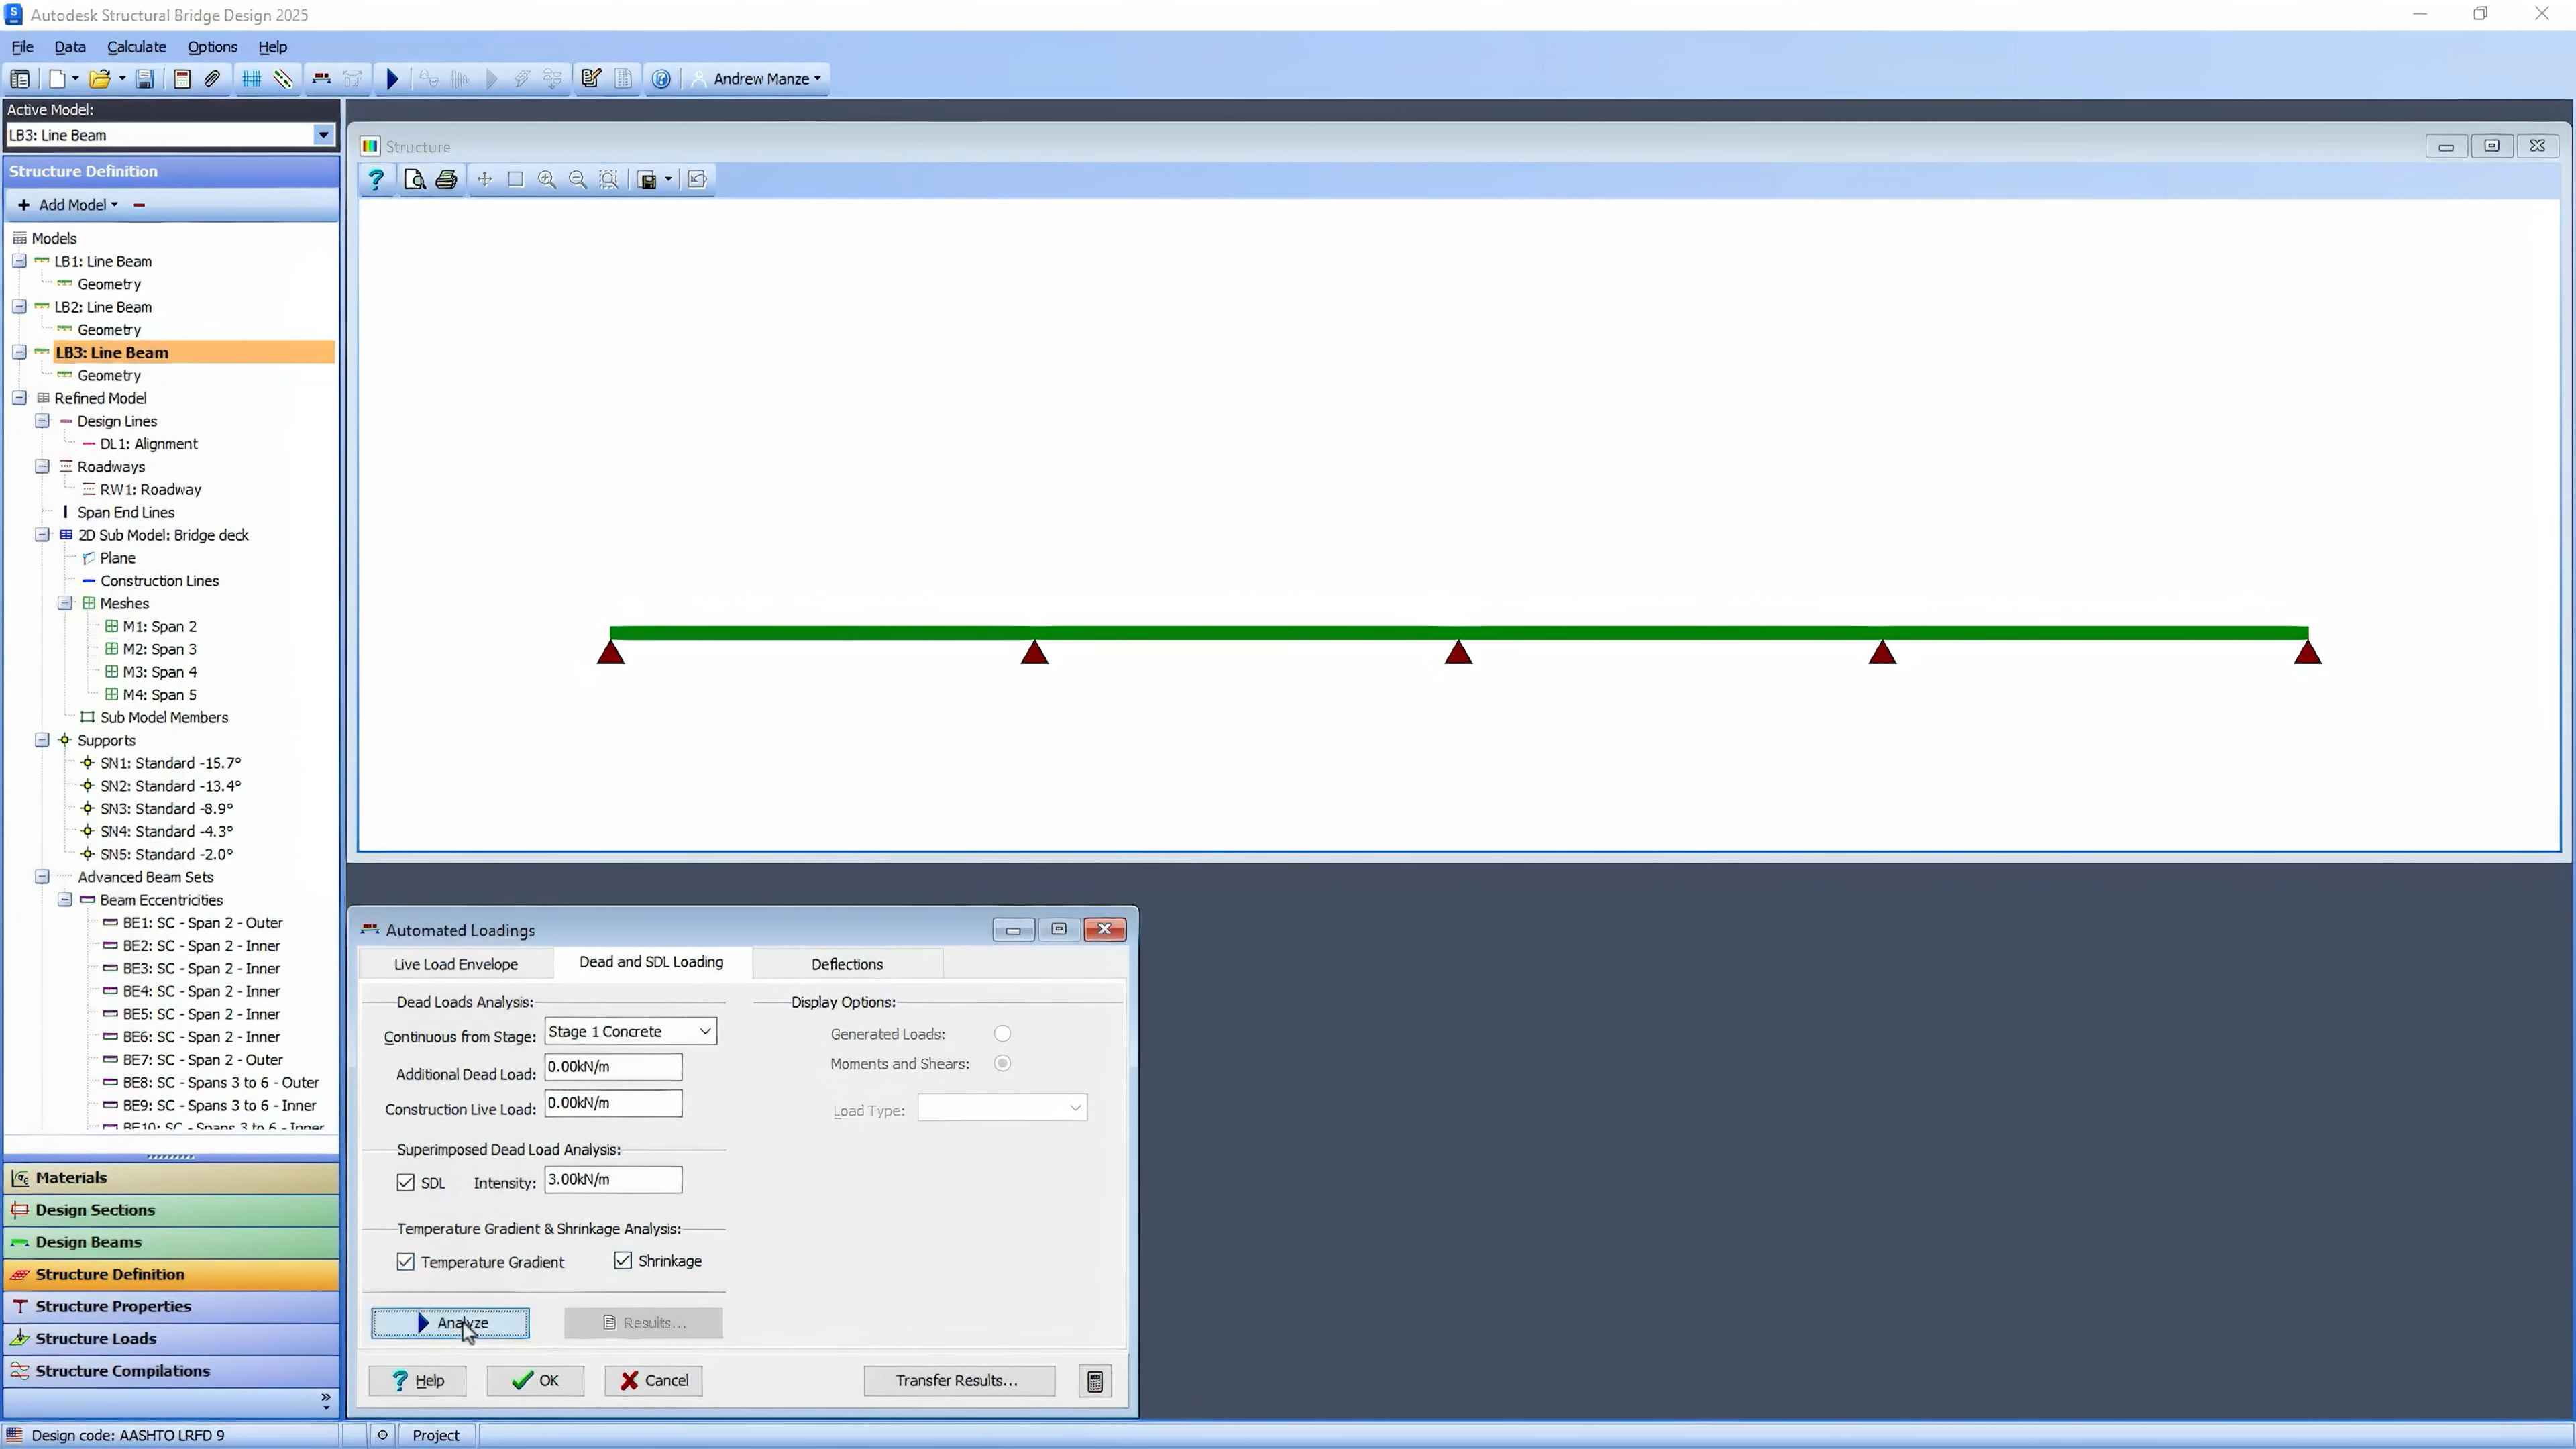 Autodesk Structural Bridge Design 2025
File Data Calculate Options Help
Andrew Manze
Active Model:
LB3: Line Beam
Structure Definition
Add Model
Models
LB1: Line Beam
Geometry
LB2: Line Beam
Geometry
LB3: Line Beam
Geometry
Refined Model
Design Lines
DL1: Alignment
Roadways
RW1: Roadway
Span End Lines
2D Sub Model: Bridge deck
Plane
Construction Lines
Meshes
M1: Span 2
M2: Span 3
M3: Span 4
M4: Span 5
Sub Model Members
Supports
SN1: Standard -15.7°
SN2: Standard -13.4°
SN3: Standard -8.9°
SN4: Standard -4.3°
SN5: Standard -2.0°
Advanced Beam Sets
Beam Eccentricities
BE1: SC - Span 2 - Outer
BE2: SC - Span 2 - Inner
BE3: SC - Span 2 - Inner
BE4: SC - Span 2 - Inner
BE5: SC - Span 2 - Inner
BE6: SC - Span 2 - Inner
BE7: SC - Span 2 - Outer
BE8: SC - Spans 3 to 6 - Outer
BE9: SC - Spans 3 to 6 - Inner
BE10: SC - Spans 3 to 6 - Inner
Materials
Design Sections
Design Beams
Structure Definition
Structure Properties
Structure Loads
Structure Compilations
Structure
Automated Loadings
Live Load Envelope Dead and SDL Loading Deflections
Dead Loads Analysis:
Continuous from Stage: Stage 1 Concrete
Additional Dead Load: 0.00kN/m
Construction Live Load: 0.00kN/m
Superimposed Dead Load Analysis:
SDL Intensity: 3.00kN/m
Temperature Gradient & Shrinkage Analysis:
Temperature Gradient Shrinkage
Display Options:
Generated Loads:
Moments and Shears:
Load Type:
Analyze Results...
Help OK Cancel Transfer Results...
Design code: AASHTO LRFD 9 Project